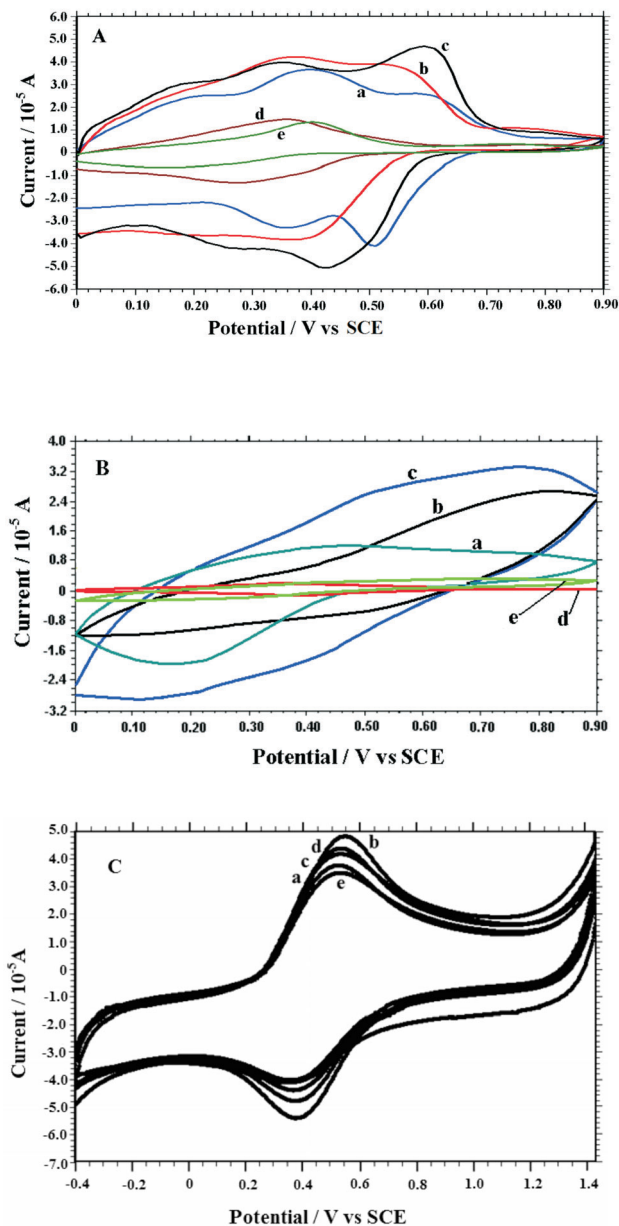 A
Current / 10⁻⁵ A
5.0
4.0
3.0
2.0
1.0
0
-1.0
-2.0
-3.0
-4.0
-5.0
6.0
a
b
c
d
e
0 0.10 0.20 0.30 0.40 0.50 0.60 0.70 0.80 0.90
Potential / V vs SCE
B
Current / 10⁻⁵ A
4.0
3.2
2.4
1.6
0.8
0
-0.8
-1.6
-2.4
-3.2
c
b
a
e
d
0 0.10 0.20 0.30 0.40 0.50 0.60 0.70 0.80 0.90
Potential / V vs SCE
C
Current / 10⁻⁵A
5.0
4.0
3.0
2.0
1.0
0
-1.0
-2.0
-3.0
-4.0
-5.0
-7.0
d
b
c
a
e
-0.4 -0.2 0 0.2 0.4 0.6 0.8 1.0 1.2 1.4
Potential / V vs SCE